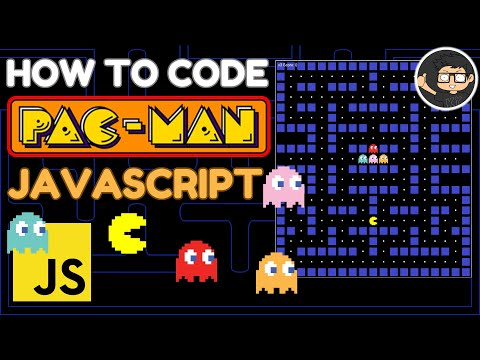 HOW TO CODE
PAC-MAN
JAVASCRIPT
JS